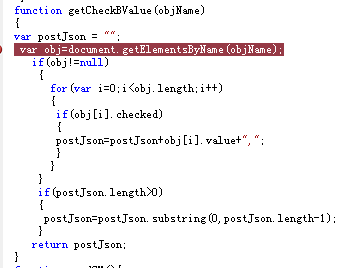 function getCheckBValue(objName)
{
var postJson = "";
var obj=document.getElementsByName(objName);
if(obj!=null)
{
for(var i=0;i<obj.length;i++)
{
if(obj[i].checked)
{
postJson=postJson+obj[i].value+",";
}
}
}
if(postJson.length>0)
{
postJson=postJson.substring(0,postJson.length-1);
}
return postJson;
}